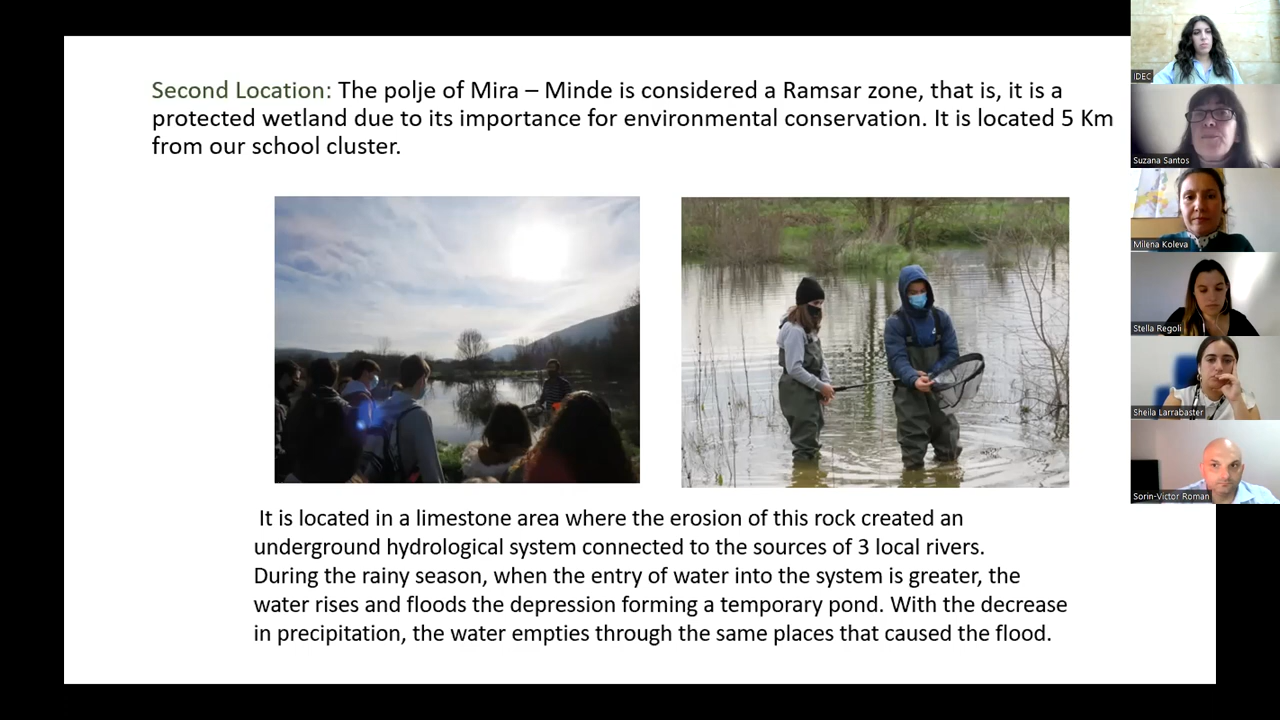 Second Location: The polje of Mira – Minde is considered a Ramsar zone, that is, it is a
protected wetland due to its importance for environmental conservation. It is located 5 Km
from our school cluster.
It is located in a limestone area where the erosion of this rock created an
underground hydrological system connected to the sources of 3 local rivers.
During the rainy season, when the entry of water into the system is greater, the
water rises and floods the depression forming a temporary pond. With the decrease
in precipitation, the water empties through the same places that caused the flood.
IDEC
Suzana Santos
Milena Koleva
Stella Regoli
Sheila Larrabaster
Sorin-Victor Roman